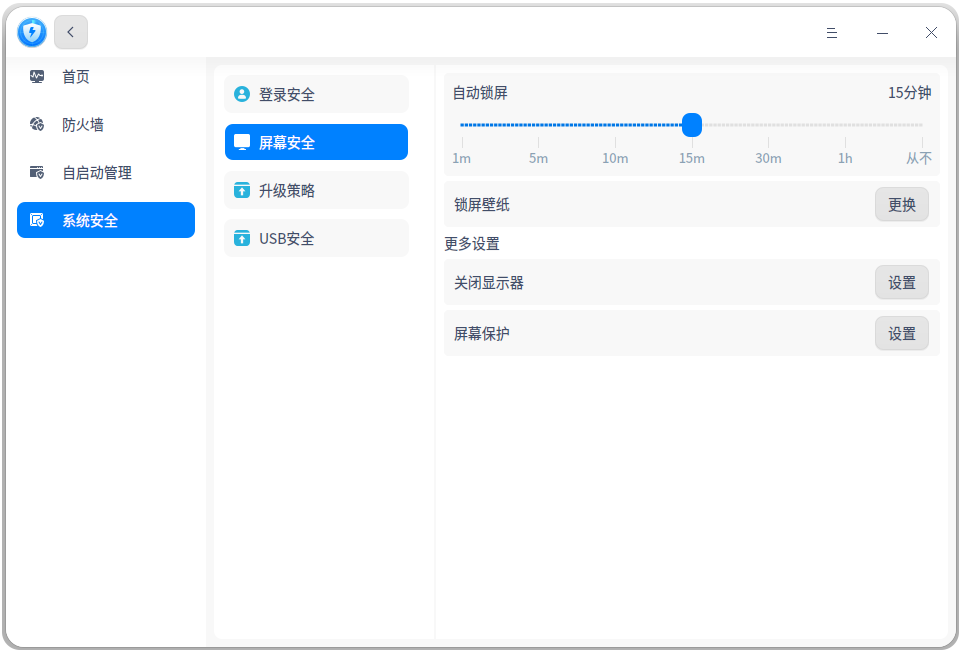 首页
防火墙
自启动管理
系统安全
登录安全
屏幕安全
升级策略
USB安全
自动锁屏 15分钟
1m 5m 10m 15m 30m 1h 从不
锁屏壁纸 更换
更多设置
关闭显示器 设置
屏幕保护 设置